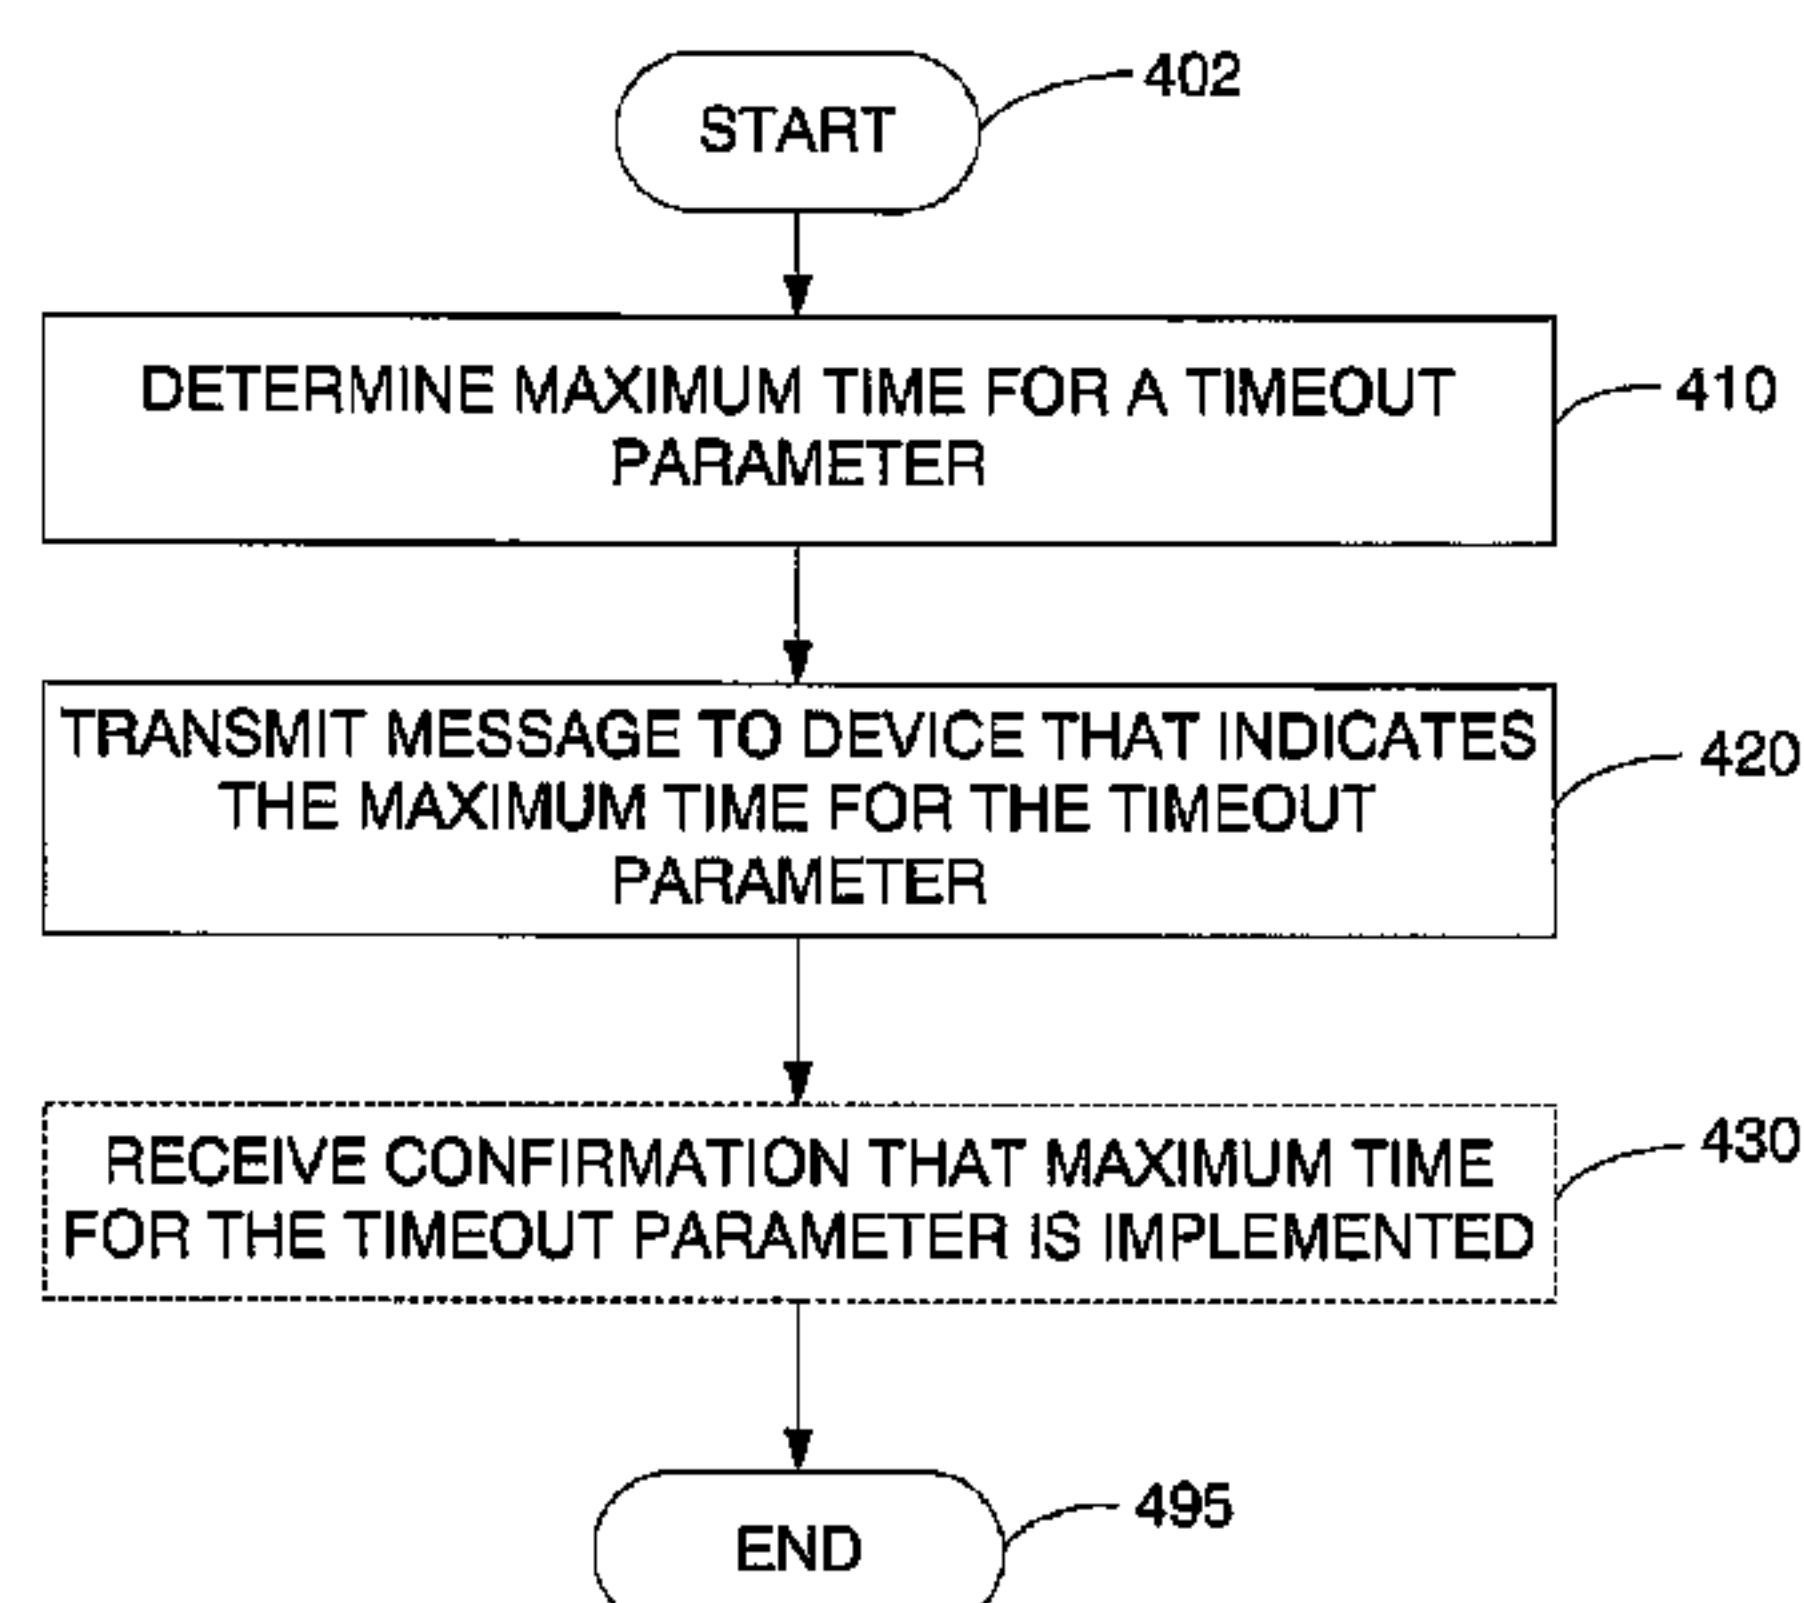 START
402
DETERMINE MAXIMUM TIME FOR A TIMEOUT
PARAMETER
410
TRANSMIT MESSAGE TO DEVICE THAT INDICATES
THE MAXIMUM TIME FOR THE TIMEOUT
PARAMETER
420
RECEIVE CONFIRMATION THAT MAXIMUM TIME
FOR THE TIMEOUT PARAMETER IS IMPLEMENTED
430
END
495